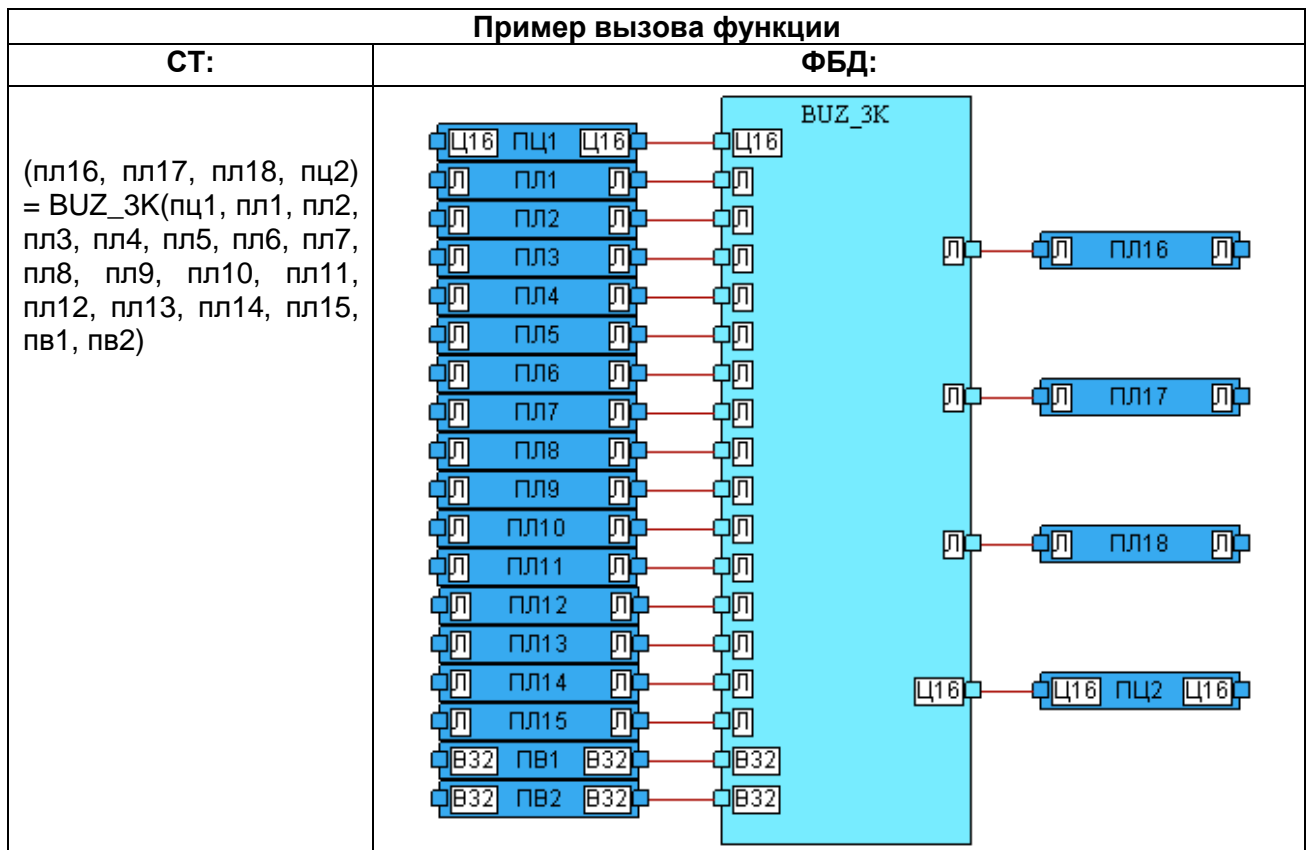 Пример вызова функции
СТ:
ФБД:
(пл16, пл17, пл18, пц2)
= BUZ_3K(пц1, пл1, пл2,
пл3, пл4, пл5, пл6, пл7,
пл8, пл9, пл10, пл11,
пл12, пл13, пл14, пл15,
пв1, пв2)
BUZ_3K
Ц16 ПЦ1 Ц16 Ц16
Л ПЛ1 Л Л
Л ПЛ2 Л Л
Л ПЛ3 Л Л
Л ПЛ4 Л Л
Л ПЛ5 Л Л
Л ПЛ6 Л Л
Л ПЛ7 Л Л
Л ПЛ8 Л Л
Л ПЛ9 Л Л
Л ПЛ10 Л Л
Л ПЛ11 Л Л
Л ПЛ12 Л Л
Л ПЛ13 Л Л
Л ПЛ14 Л Л
Л ПЛ15 Л Л
В32 ПВ1 В32 В32
В32 ПВ2 В32 В32
Л Л ПЛ16 Л
Л Л ПЛ17 Л
Л Л ПЛ18 Л
Ц16 Ц16 ПЦ2 Ц16